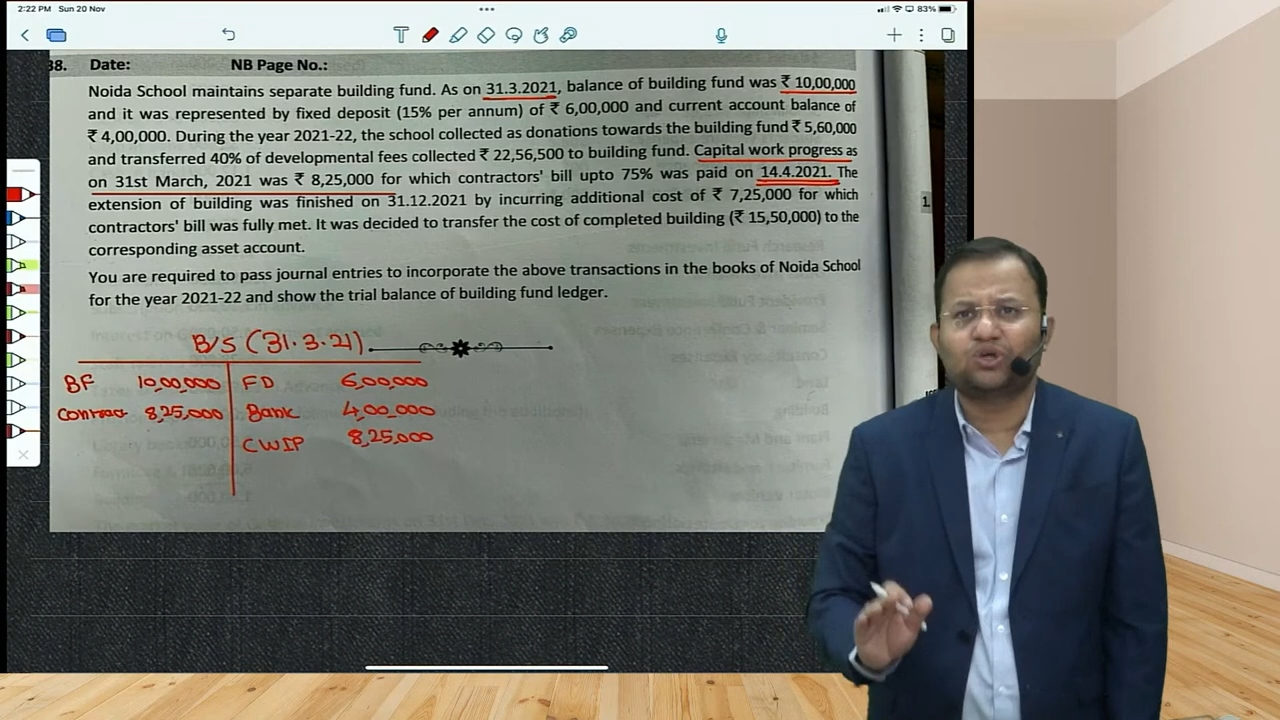 2:22 PM Sun 20 Nov
83%
38. Date: NB Page No.:
Noida School maintains separate building fund. As on 31.3.2021, balance of building fund was ₹ 10,00,000
and it was represented by fixed deposit (15% per annum) of ₹ 6,00,000 and current account balance of
₹ 4,00,000. During the year 2021-22, the school collected as donations towards the building fund ₹ 5,60,000
and transferred 40% of developmental fees collected ₹ 22,56,500 to building fund. Capital work progress as
on 31st March, 2021 was ₹ 8,25,000 for which contractors' bill upto 75% was paid on 14.4.2021. The
extension of building was finished on 31.12.2021 by incurring additional cost of ₹ 7,25,000 for which
contractors' bill was fully met. It was decided to transfer the cost of completed building (₹ 15,50,000) to the
corresponding asset account.
You are required to pass journal entries to incorporate the above transactions in the books of Noida School
for the year 2021-22 and show the trial balance of building fund ledger.
B/S (31.3.21)
BF 10,00,000 FD 6,00,000
Contract 8,25,000 Bank 4,00,000
CWIP 8,25,000